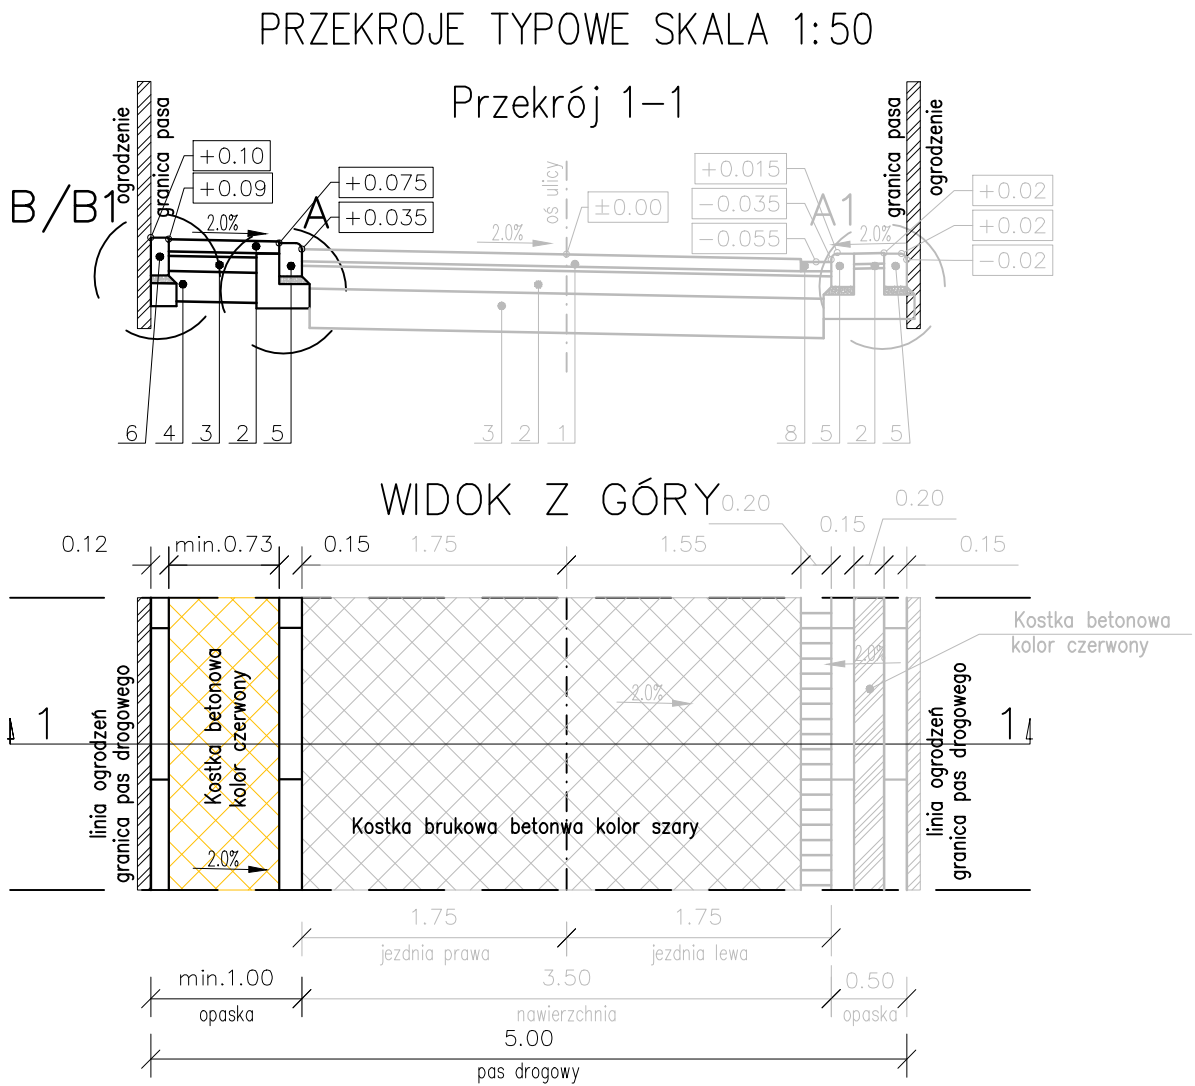 PRZEKROJE TYPOWE SKALA 1:50
Przekrój 1-1
ogrodzenie
granica pasa
granica pasa
ogrodzenie
B/B1
+0.10
+0.09
2.0%
A
+0.075
+0.035
oś ulicy
2.0%
±0.00
+0.015
-0.035
-0.055
A1
2.0%
+0.02
+0.02
-0.02
6 4 3 2 5 3 2 1 8 5 2 5
WIDOK Z GÓRY
0.20
0.15
0.20
0.12
min.0.73
0.15
1.75
1.55
0.15
Kostka betonowa
kolor czerwony
Kostka betonowa
kolor czerwony
2.0%
2.0%
1
1
linia ogrodzeń
granica pas drogowego
linia ogrodzeń
granica pas drogowego
Kostka brukowa betonwa kolor szary
2.0%
1.75
1.75
jezdnia prawa
jezdnia lewa
min.1.00
3.50
0.50
opaska
nawierzchnia
opaska
5.00
pas drogowy